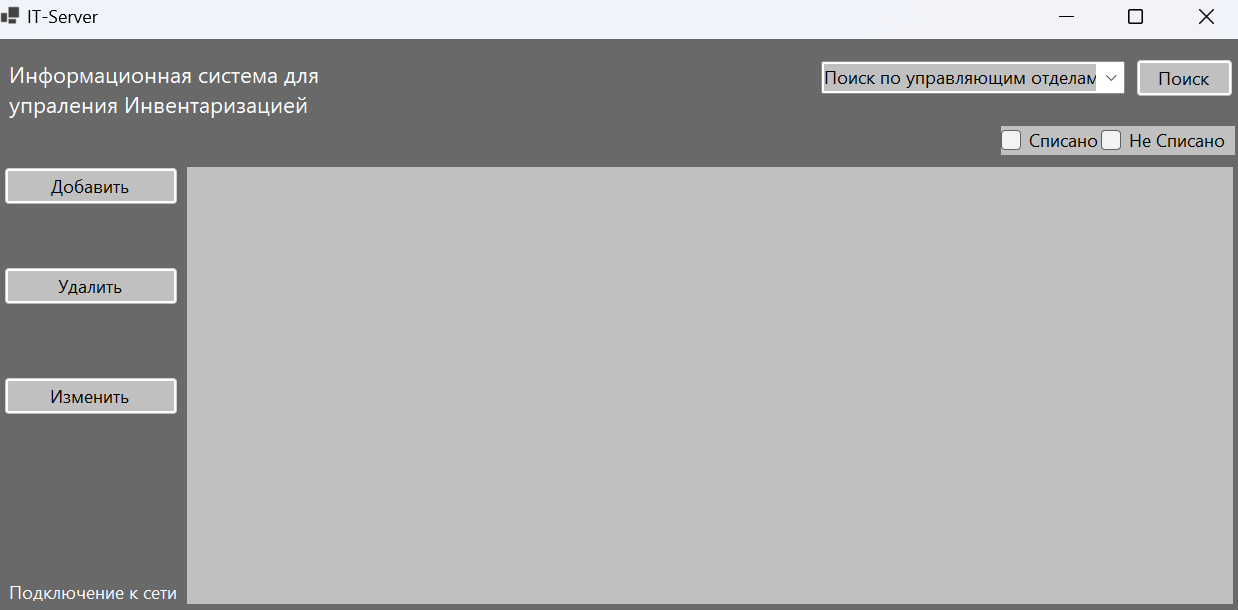 IT-Server
Информационная система для
упраления Инвентаризацией
Поиск по управляющим отделам
Поиск
Списано
Не Списано
Добавить
Удалить
Изменить
Подключение к сети